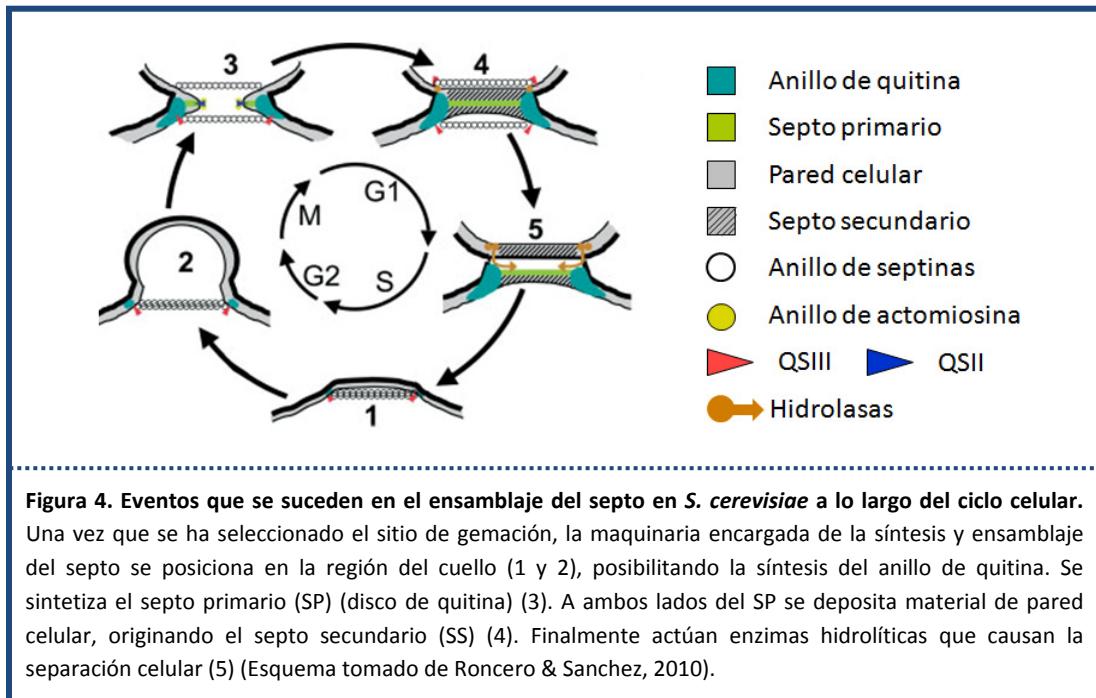 3
4
G1
M
2
5
G2
S
1
Anillo de quitina
Septo primario
Pared celular
Septo secundario
Anillo de septinas
Anillo de actomiosina
QSIII QSII
Hidrolasas
Figura 4. Eventos que se suceden en el ensamblaje del septo en S. cerevisiae a lo largo del ciclo celular.
Una vez que se ha seleccionado el sitio de gemación, la maquinaria encargada de la síntesis y ensamblaje
del septo se posiciona en la región del cuello (1 y 2), posibilitando la síntesis del anillo de quitina. Se
sintetiza el septo primario (SP) (disco de quitina) (3). A ambos lados del SP se deposita material de pared
celular, originando el septo secundario (SS) (4). Finalmente actúan enzimas hidrolíticas que causan la
separación celular (5) (Esquema tomado de Roncero & Sanchez, 2010).